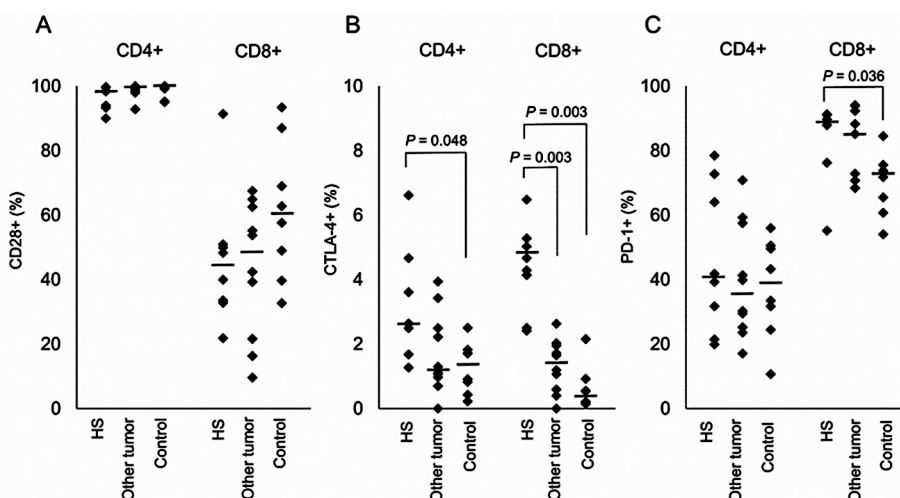 A
B
C
CD4+
CD8+
CD4+
CD8+
CD4+
CD8+
P = 0.048
P = 0.003
P = 0.003
P = 0.036
CD28+ (%)
100
80
60
40
20
0
CTLA-4+ (%)
10
8
6
4
2
0
PD-1+ (%)
100
80
60
40
20
0
HS
Other tumor
Control
HS
Other tumor
Control
HS
Other tumor
Control
HS
Other tumor
Control
HS
Other tumor
Control
HS
Other tumor
Control